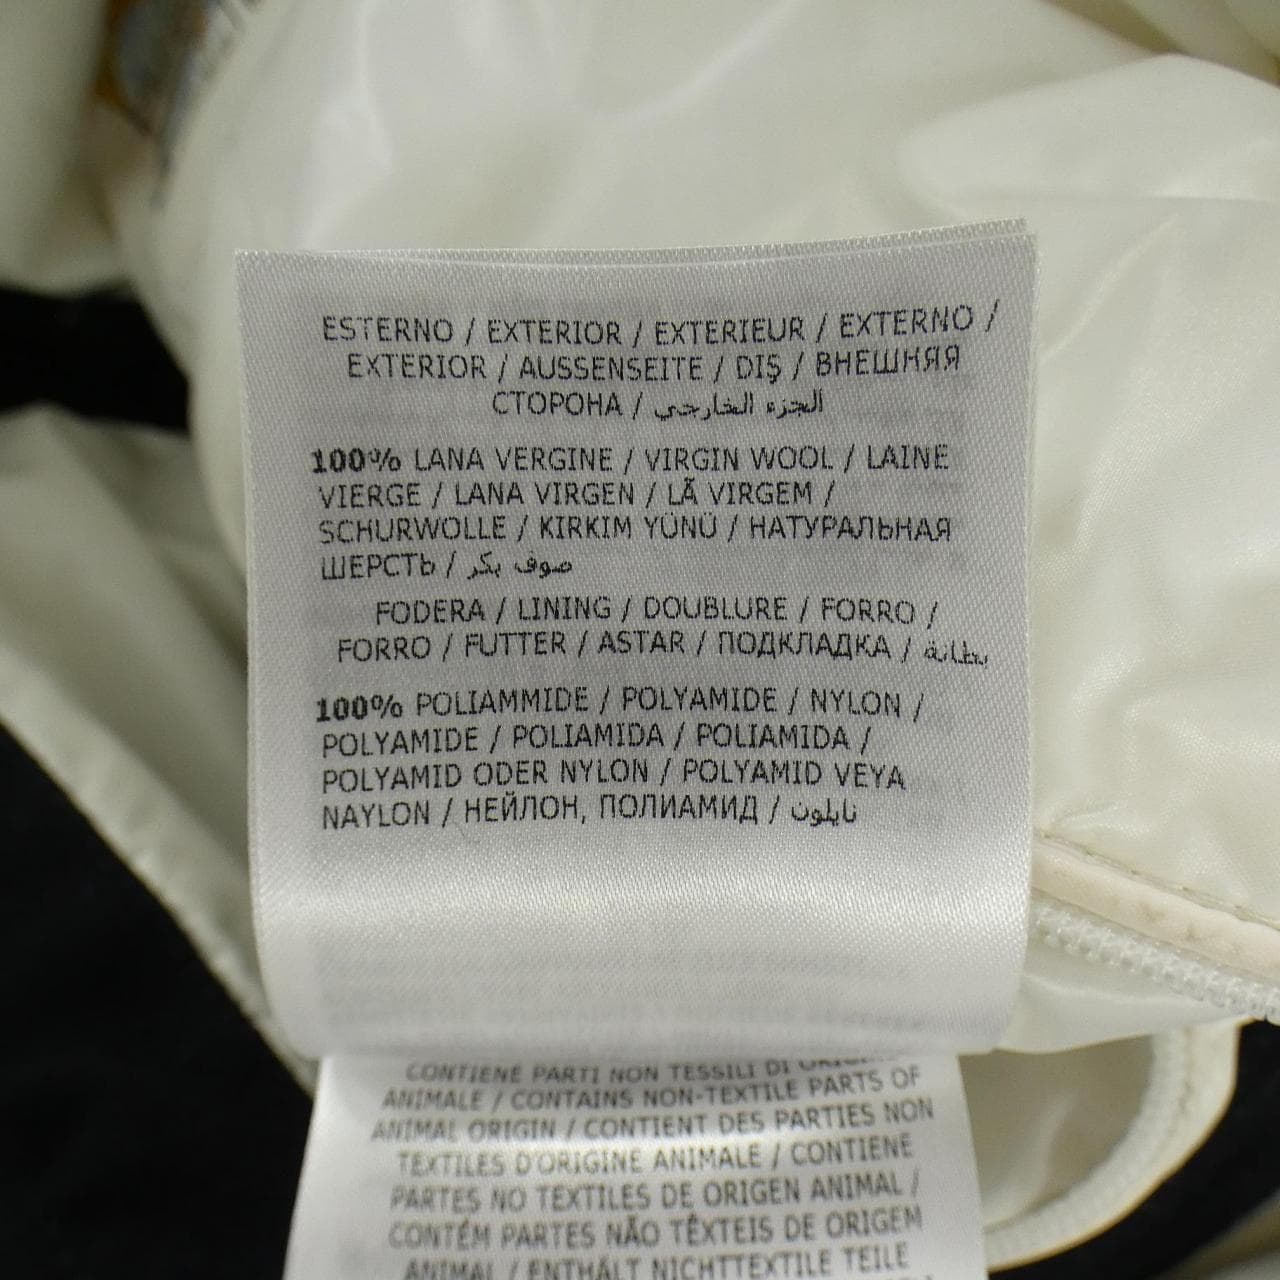 ESTERNO / EXTERIOR / EXTERIEUR / EXTERNO /
EXTERIOR / AUSSENSEITE / DIŞ / ВНЕШНЯЯ
СТОРОНА / الجزء الخارجي
100% LANA VERGINE / VIRGIN WOOL / LAINE
VIERGE / LANA VIRGEN / LÃ VIRGEM /
SCHURWOLLE / KIRKIM YÜNÜ / НАТУРАЛЬНАЯ
ШЕРСТЬ / صوف بكر
FODERA / LINING / DOUBLURE / FORRO /
FORRO / FUTTER / ASTAR / ПОДКЛАДКА / بطانة
100% POLIAMMIDE / POLYAMIDE / NYLON /
POLYAMIDE / POLIAMIDA / POLIAMIDA /
POLYAMID ODER NYLON / POLYAMID VEYA
NAYLON / НЕЙЛОН, ПОЛИАМИД / نايلون
CONTIENE PARTI NON TESSILI DI
ANIMALE / CONTAINS NON-TEXTILE PARTS OF
ANIMAL ORIGIN / CONTIENT DES PARTIES NON
TEXTILES D'ORIGINE ANIMALE / CONTIENE
PARTES NO TEXTILES DE ORIGEN ANIMAL /
CONTÉM PARTES NÃO TÊXTEIS DE ORIGEM
ANIMAL / ENTHÄLT NICHTTEXTILE TEILE